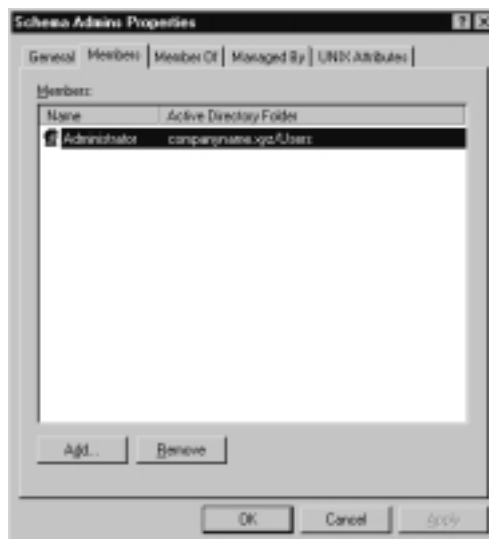 Schema Admins Properties
General Members Member Of Managed By UNIX Attributes
Members:
Name Active Directory Folder
Administrator companyname.xyz/Users
Add... Remove
OK Cancel Apply